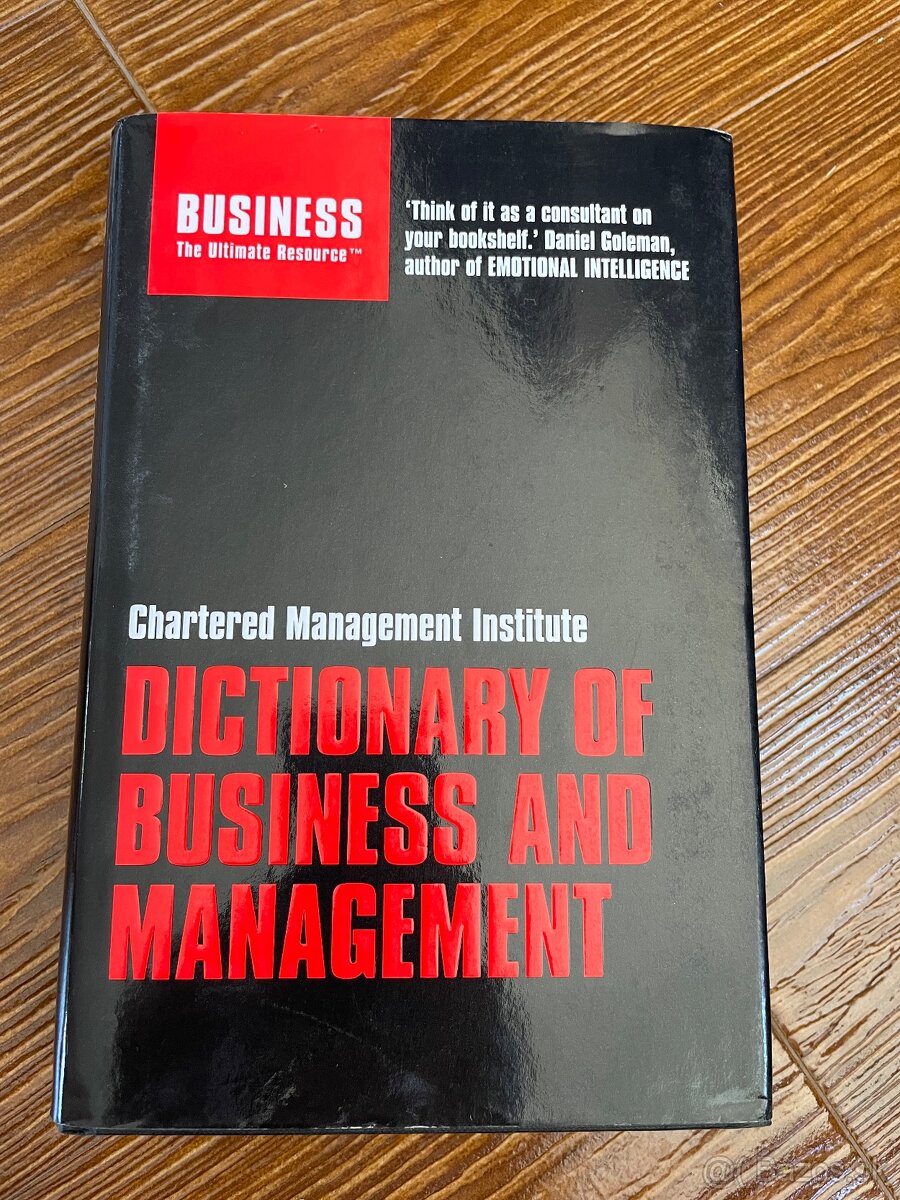 BUSINESS
The Ultimate Resource™
‘Think of it as a consultant on
your bookshelf.’ Daniel Goleman,
author of EMOTIONAL INTELLIGENCE
Chartered Management Institute
DICTIONARY OF
BUSINESS AND
MANAGEMENT